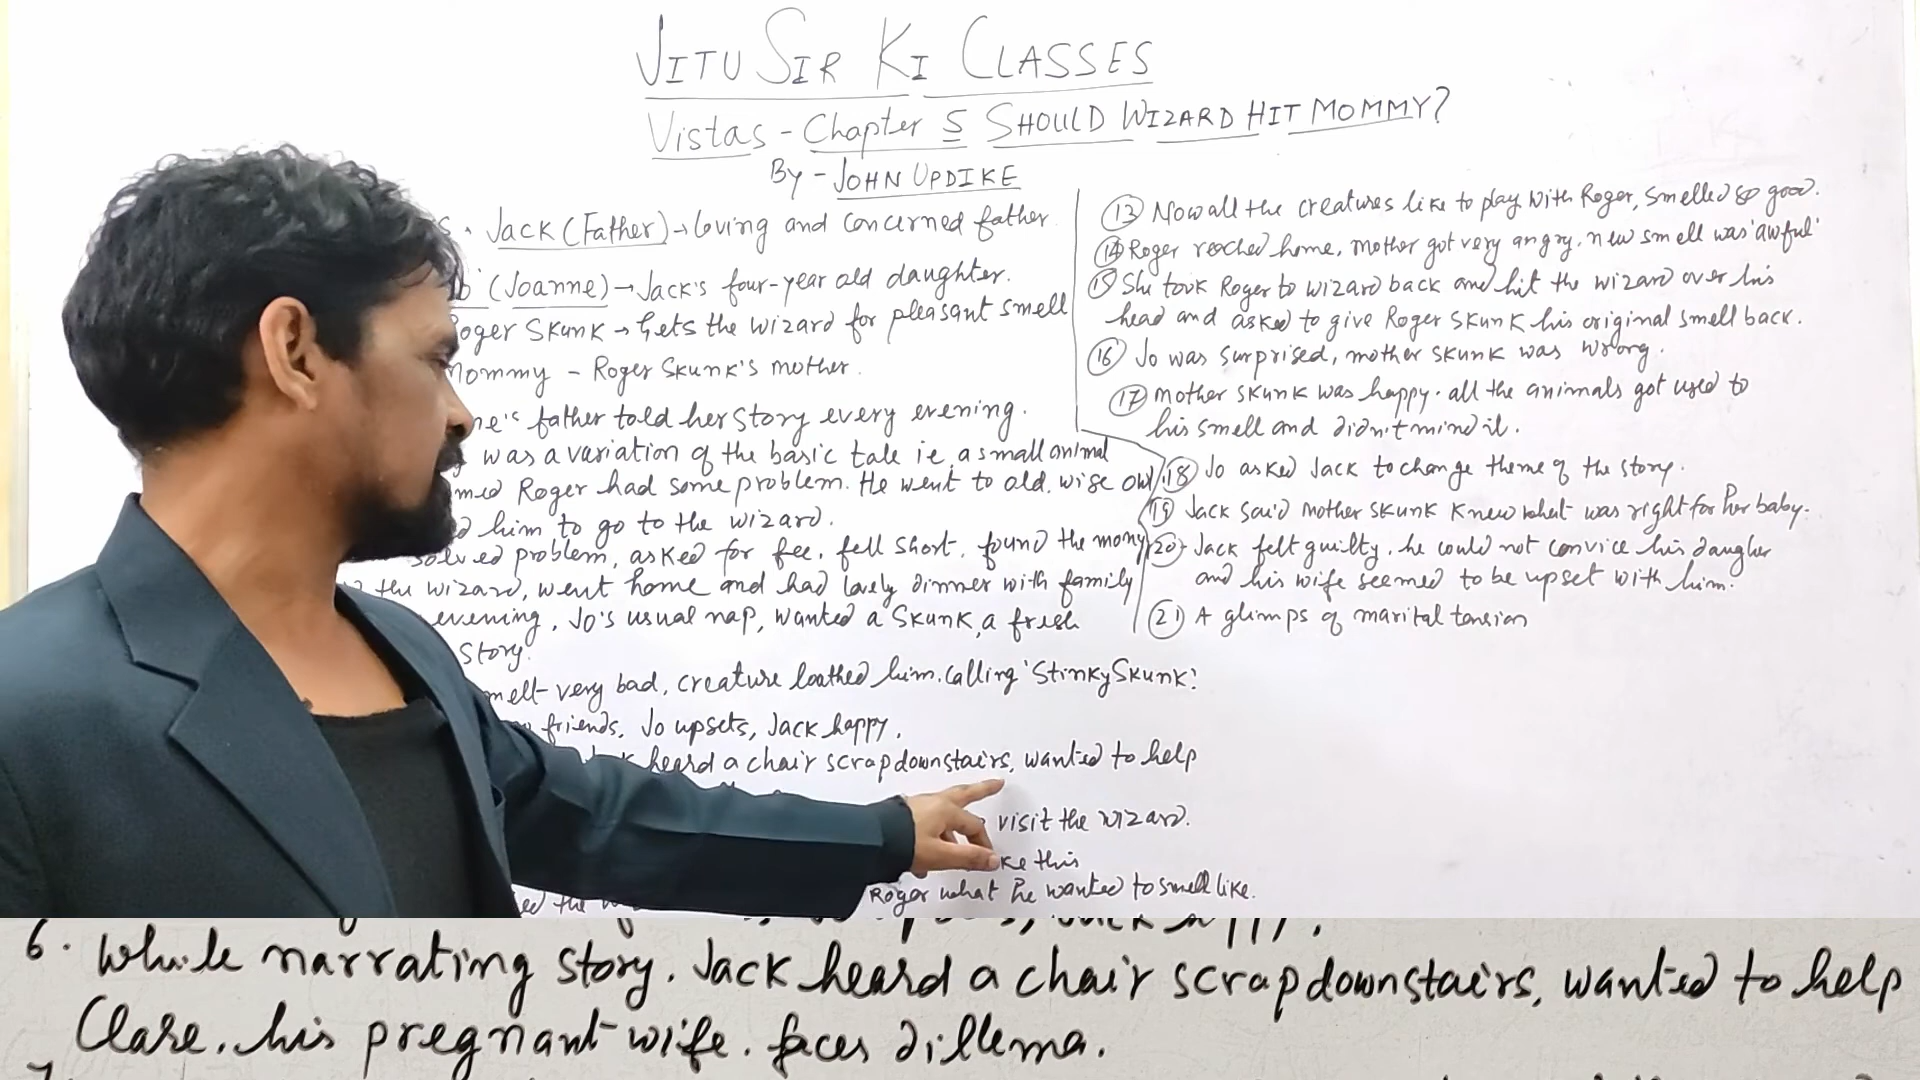 JITU SIR KI CLASSES
Vistas - Chapter 5 SHOULD WIZARD HIT MOMMY?
By - JOHN UPDIKE
Jack (Father) → loving and concerned father
(Joanne) → Jack's four-year old daughter.
Roger Skunk → Gets the wizard for pleasant smell
Mommy - Roger Skunk's mother.
father told her story every evening.
was a variation of the basic tale ie a small animal
Roger had some problem. He went to old, wise owl
him to go to the wizard.
solved problem, asked for fee. fell short. found the mony
the wizard, went home and had lovely dinner with family
evening, Jo's usual nap, wanted a Skunk, a fresh
Story.
very bad, creature loathed him. calling 'Stinky Skunk'
friends. Jo upsets, Jack happy.
heard a chair scrap downstairs, wanted to help
visit the wizard.
this
Roger what he wanted to smell like.
the
(13) Now all the creatures like to play with Roger, smelled so good.
(14) Roger reached home, mother got very angry. new smell was 'awful'
(15) She took Roger to wizard back and hit the wizard over his
head and asked to give Roger Skunk his original smell back.
(16) Jo was surprised, mother skunk was wrong.
(17) mother skunk was happy. all the animals got used to
his smell and didn't mind it.
(18) Jo asked Jack to change theme of the story.
(19) Jack said mother skunk knew what was right for her baby.
(20) Jack felt guilty. he could not convice his daugher
and his wife seemed to be upset with him.
(21) A glimps of marital tension
6. While narrating story. Jack heard a chair scrap downstairs, wanted to help
Clare, his pregnant wife. faces dillema.